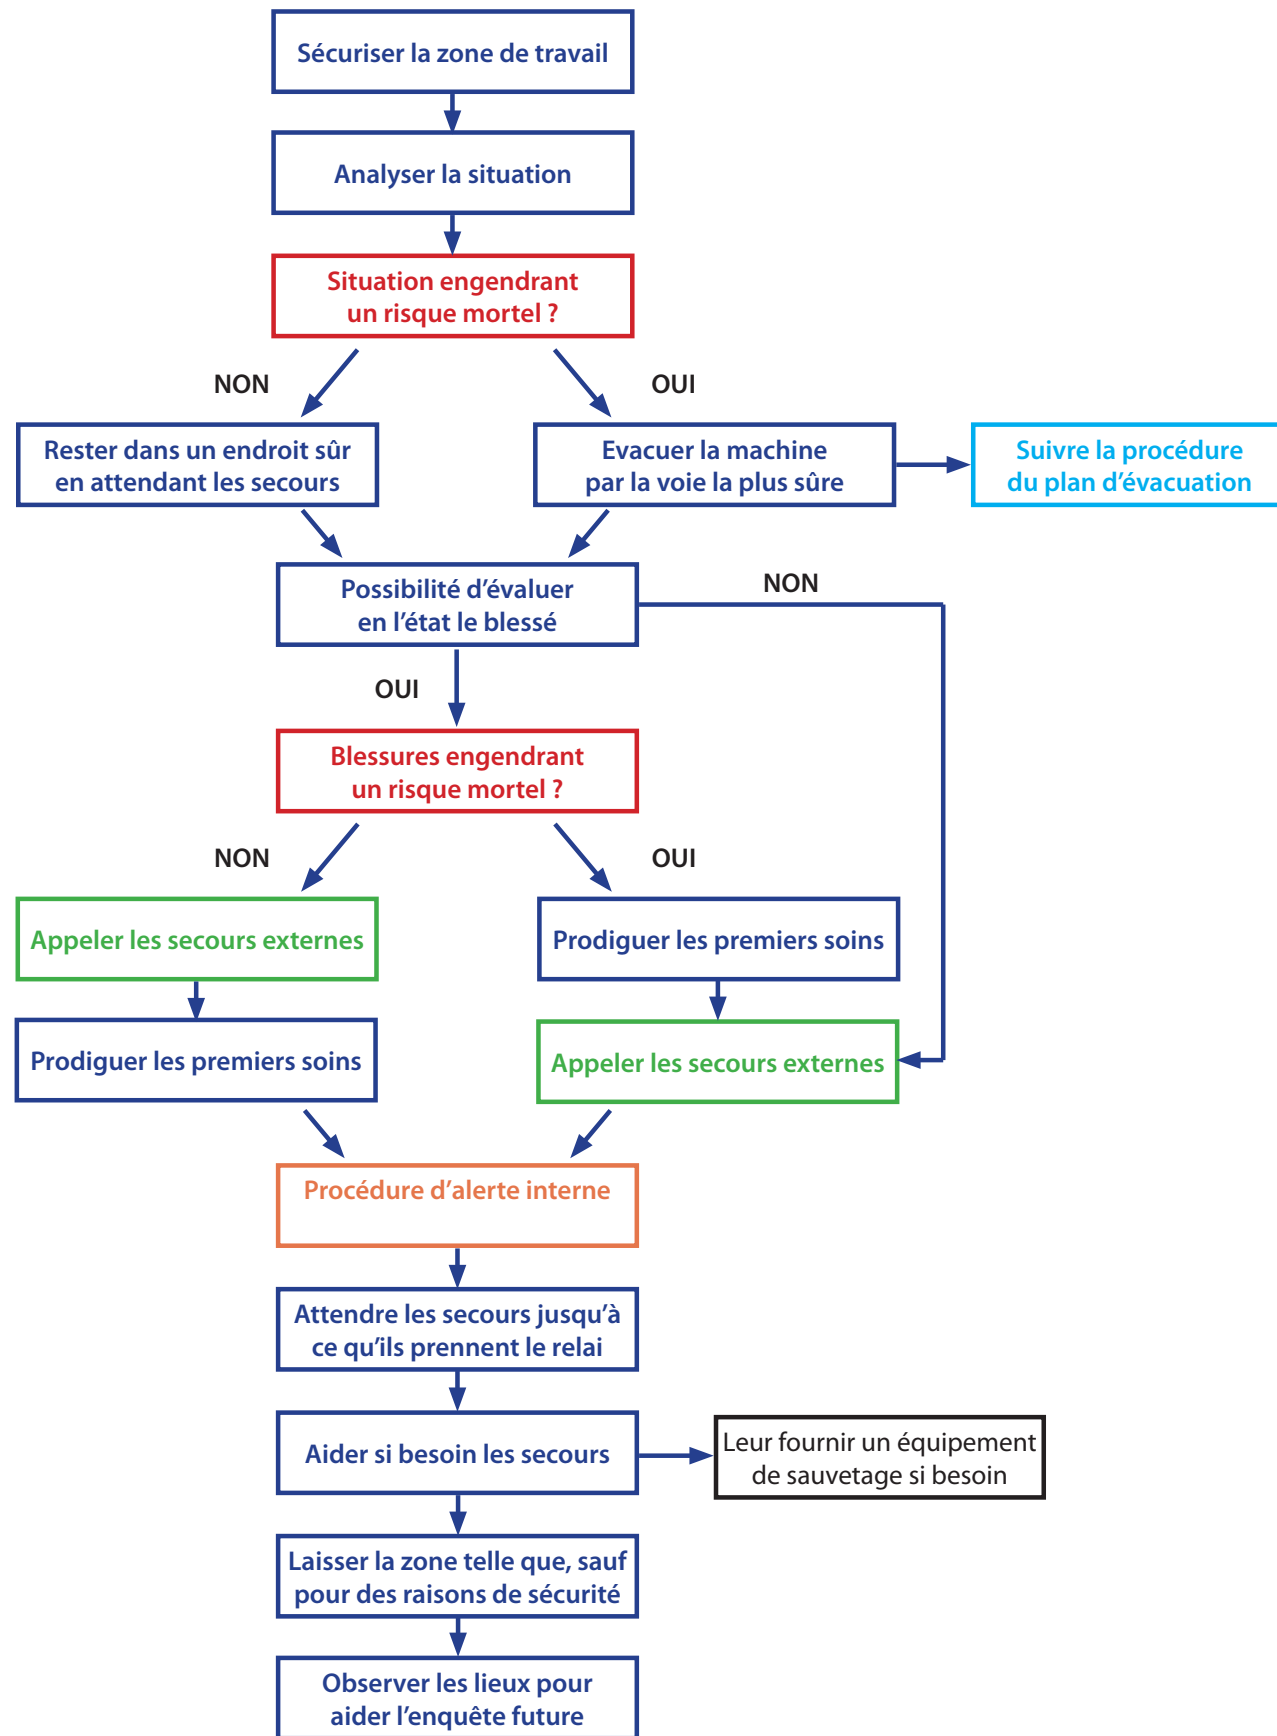 Sécuriser la zone de travail
Analyser la situation
Situation engendrant
un risque mortel ?
NON
OUI
Rester dans un endroit sûr
en attendant les secours
Evacuer la machine
par la voie la plus sûre
Suivre la procédure
du plan d’évacuation
Possibilité d’évaluer
en l’état le blessé
NON
OUI
Blessures engendrant
un risque mortel ?
NON
OUI
Appeler les secours externes
Prodiguer les premiers soins
Prodiguer les premiers soins
Appeler les secours externes
Procédure d’alerte interne
Attendre les secours jusqu’à
ce qu’ils prennent le relai
Aider si besoin les secours
Leur fournir un équipement
de sauvetage si besoin
Laisser la zone telle que, sauf
pour des raisons de sécurité
Observer les lieux pour
aider l’enquête future